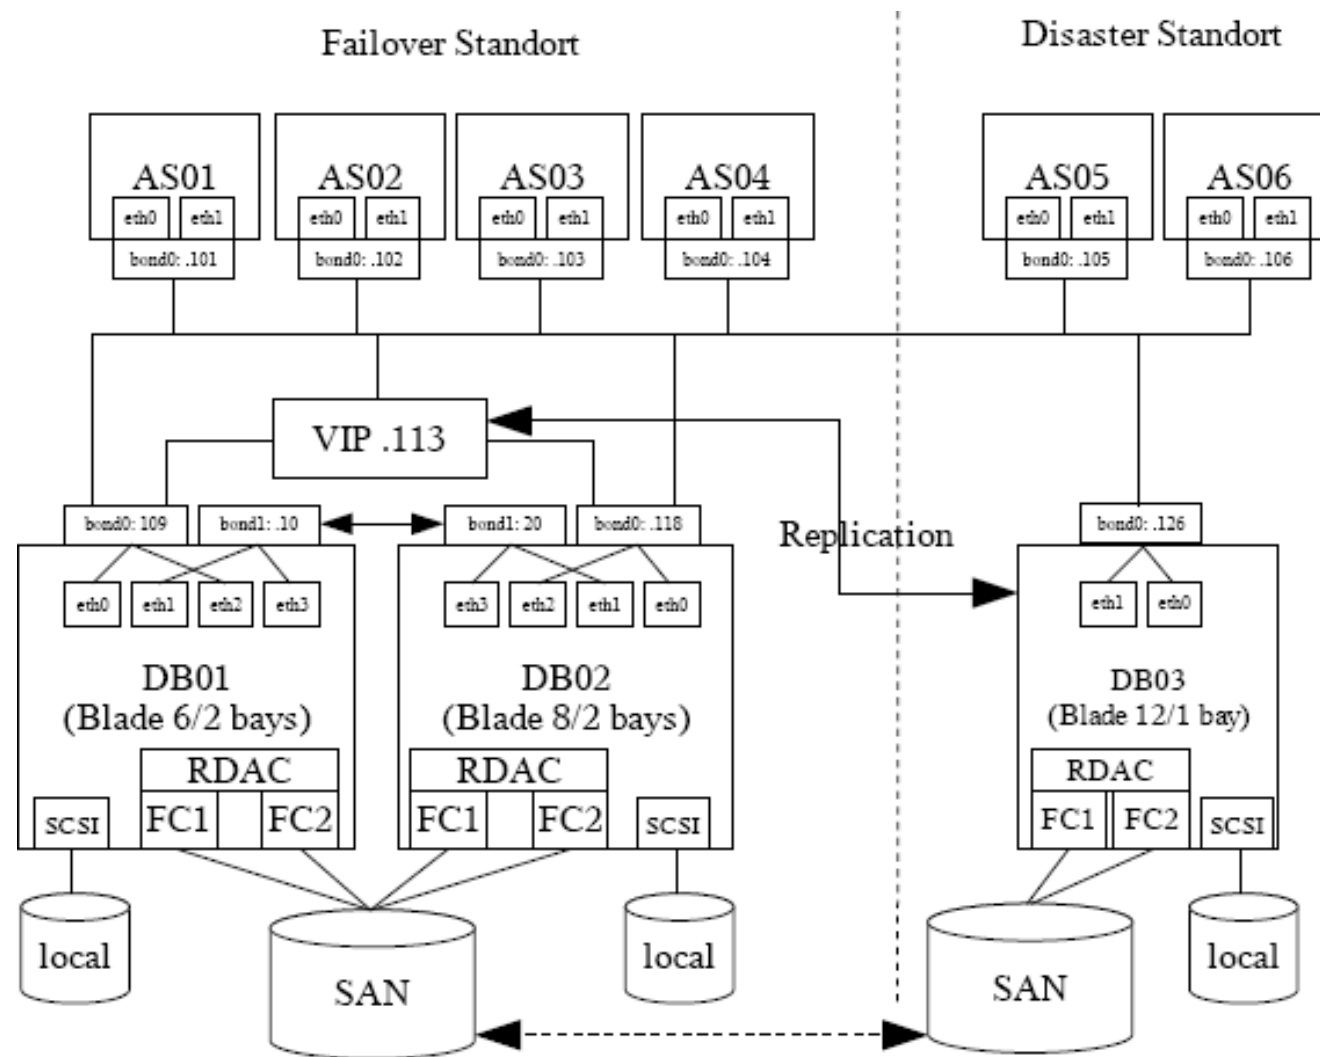 Failover Standort
Disaster Standort
AS01
AS02
AS03
AS04
AS05
AS06
eth0 eth1
eth0 eth1
eth0 eth1
eth0 eth1
eth0 eth1
eth0 eth1
bond0: .101
bond0: .102
bond0: .103
bond0: .104
bond0: .105
bond0: .106
VIP .113
bond0: 109
bond1: .10
bond1: 20
bond0: .118
bond0: .126
Replication
eth0 eth1 eth2 eth3
eth3 eth2 eth1 eth0
eth1 eth0
DB01
(Blade 6/2 bays)
DB02
(Blade 8/2 bays)
DB03
(Blade 12/1 bay)
RDAC
RDAC
RDAC
SCSI
FC1
FC2
FC1
FC2
SCSI
FC1
FC2
SCSI
local
SAN
local
SAN
local